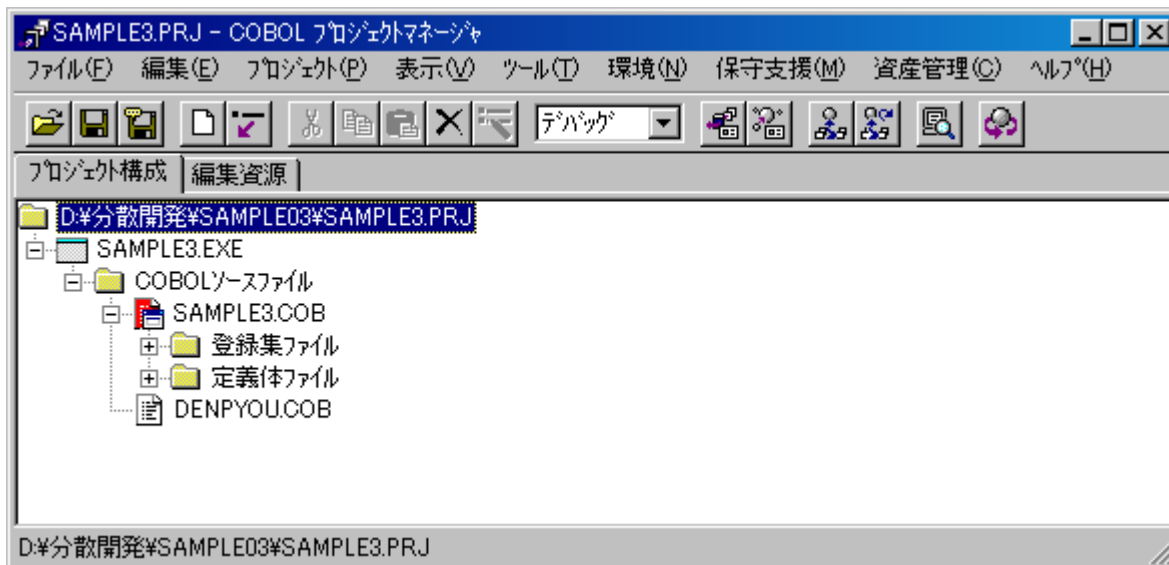 SAMPLE3.PRJ - COBOL ﾌﾟﾛｼﾞｪｸﾄﾏﾈｰｼﾞｬ
ﾌｧｲﾙ(F) 編集(E) ﾌﾟﾛｼﾞｪｸﾄ(P) 表示(V) ﾂｰﾙ(T) 環境(N) 保守支援(M) 資産管理(C) ﾍﾙﾌﾟ(H)
ﾃﾞﾊﾞｯｸﾞ
ﾌﾟﾛｼﾞｪｸﾄ構成 編集資源
D:¥分散開発¥SAMPLE03¥SAMPLE3.PRJ
SAMPLE3.EXE
COBOLｿｰｽﾌｧｲﾙ
SAMPLE3.COB
登録集ﾌｧｲﾙ
定義体ﾌｧｲﾙ
DENPYOU.COB
D:¥分散開発¥SAMPLE03¥SAMPLE3.PRJ